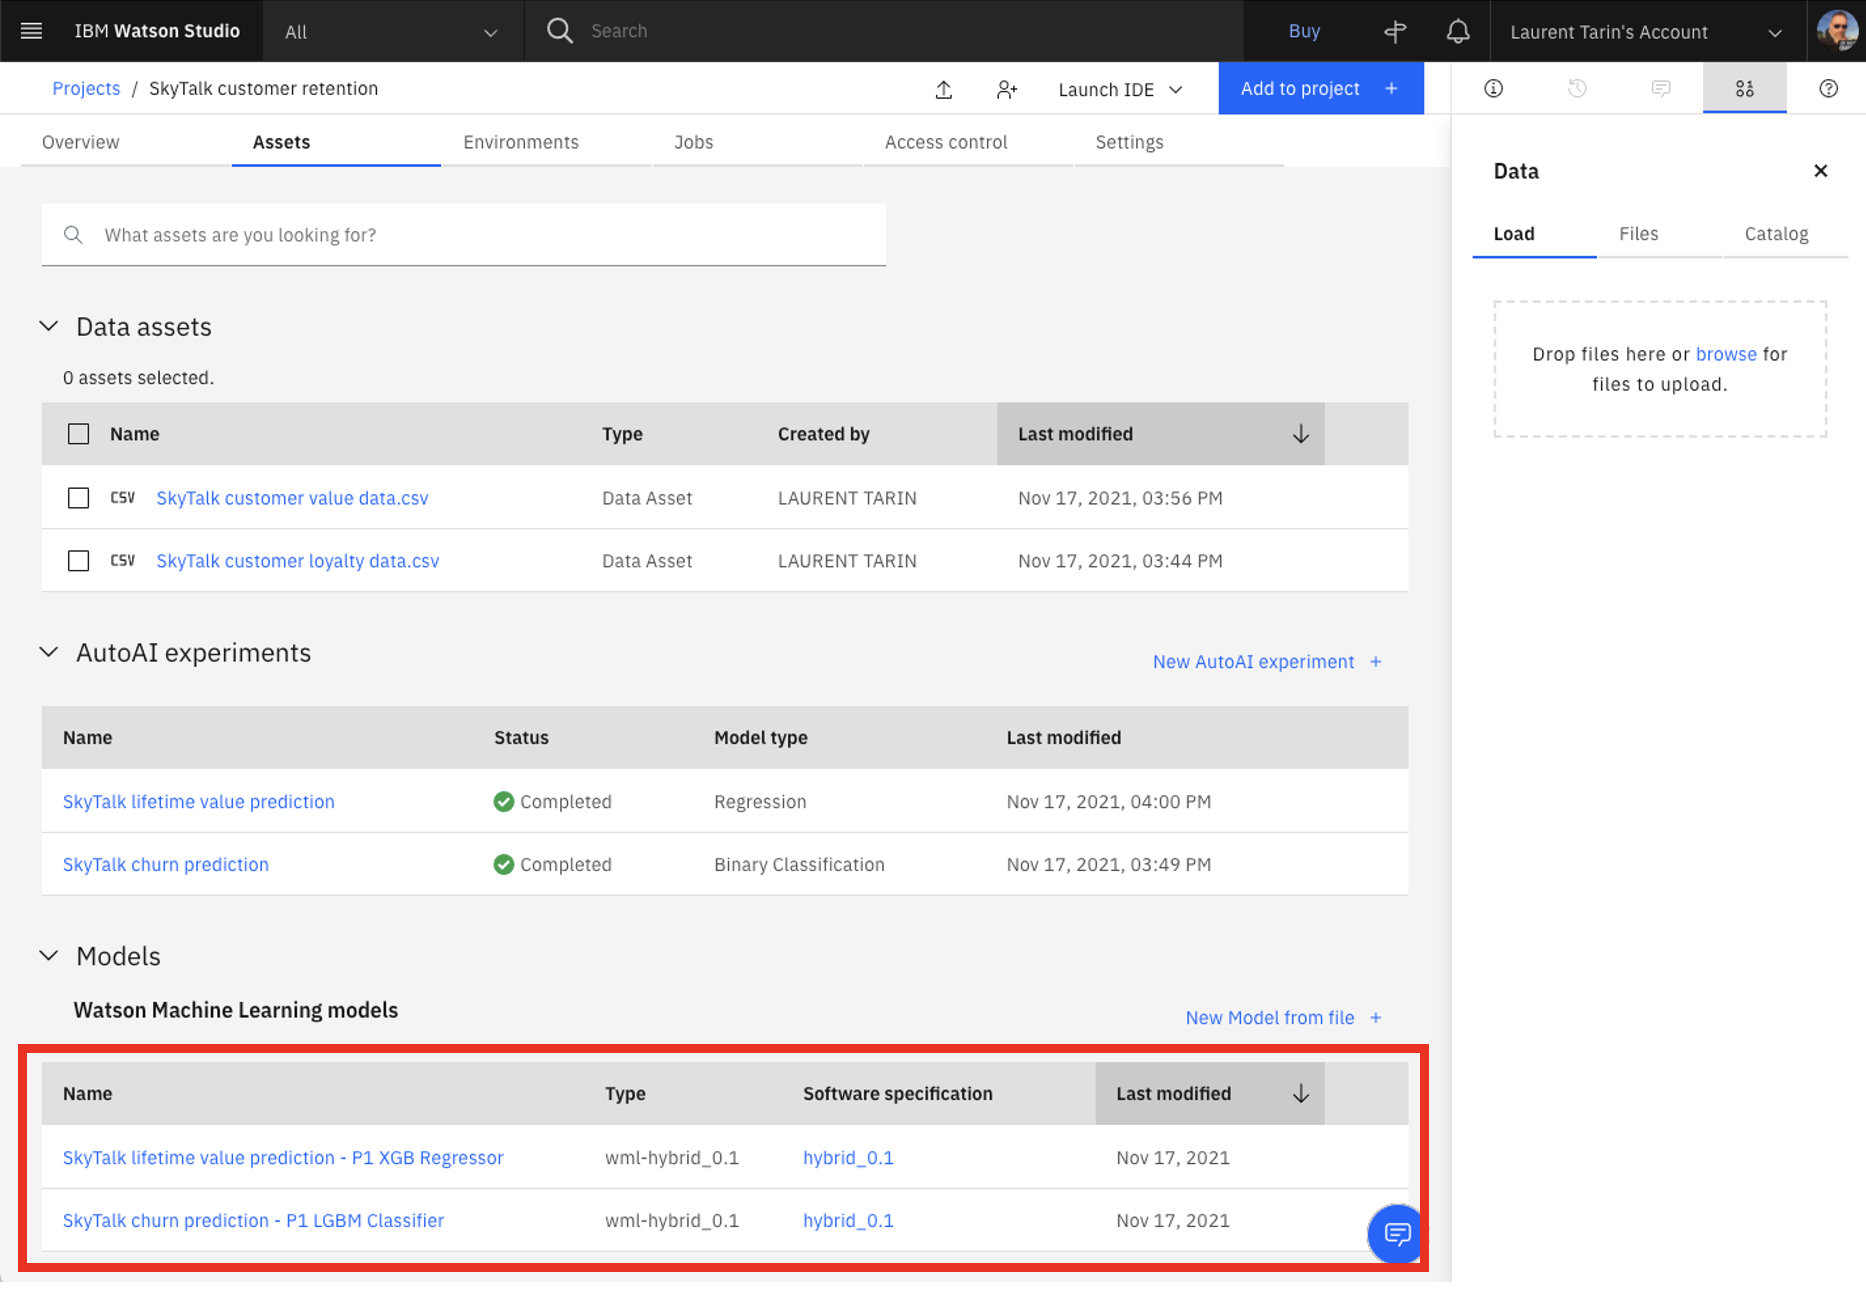 IBM Watson Studio
All
Search
Buy
Laurent Tarin's Account
Projects / SkyTalk customer retention
Launch IDE
Add to project +
Overview
Assets
Environments
Jobs
Access control
Settings
What assets are you looking for?
Data assets
0 assets selected.
Name Type Created by Last modified
CSV SkyTalk customer value data.csv Data Asset LAURENT TARIN Nov 17, 2021, 03:56 PM
CSV SkyTalk customer loyalty data.csv Data Asset LAURENT TARIN Nov 17, 2021, 03:44 PM
AutoAI experiments
New AutoAI experiment +
Name Status Model type Last modified
SkyTalk lifetime value prediction Completed Regression Nov 17, 2021, 04:00 PM
SkyTalk churn prediction Completed Binary Classification Nov 17, 2021, 03:49 PM
Models
Watson Machine Learning models
New Model from file +
Name Type Software specification Last modified
SkyTalk lifetime value prediction - P1 XGB Regressor wml-hybrid_0.1 hybrid_0.1 Nov 17, 2021
SkyTalk churn prediction - P1 LGBM Classifier wml-hybrid_0.1 hybrid_0.1 Nov 17, 2021
Data
Load Files Catalog
Drop files here or browse for
files to upload.